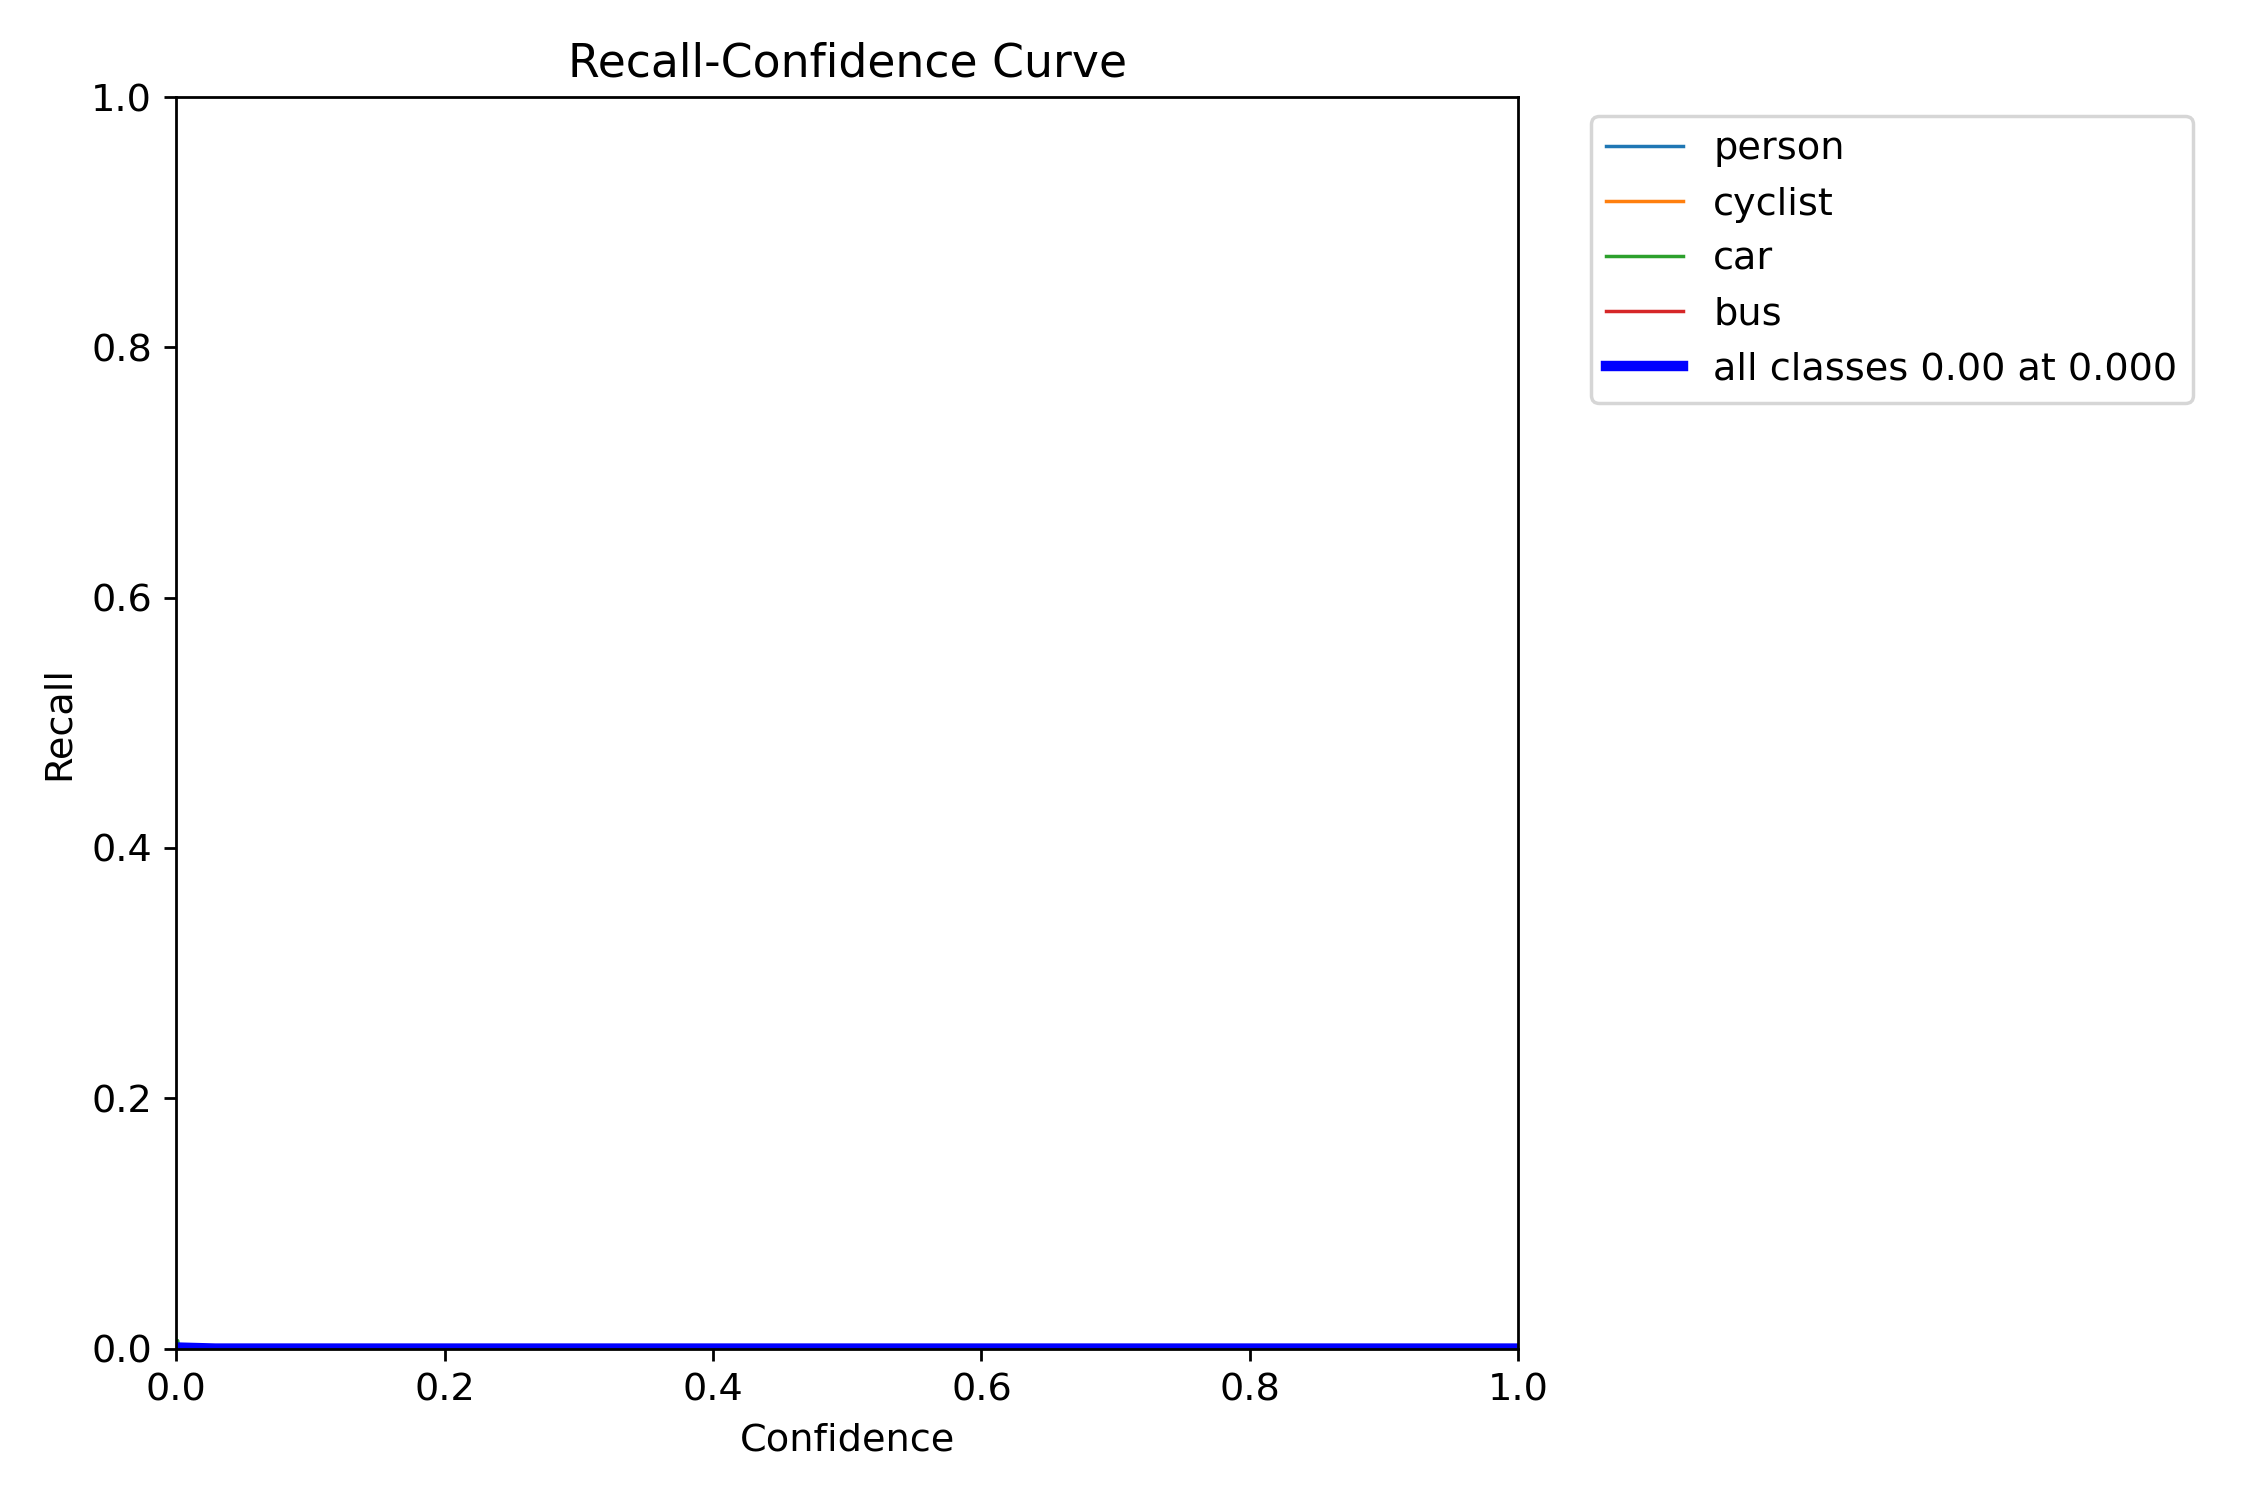 Recall-Confidence Curve
1.0
0.8
0.6
0.4
0.2
0.0
Recall
0.0 0.2 0.4 0.6 0.8 1.0
Confidence
person
cyclist
car
bus
all classes 0.00 at 0.000